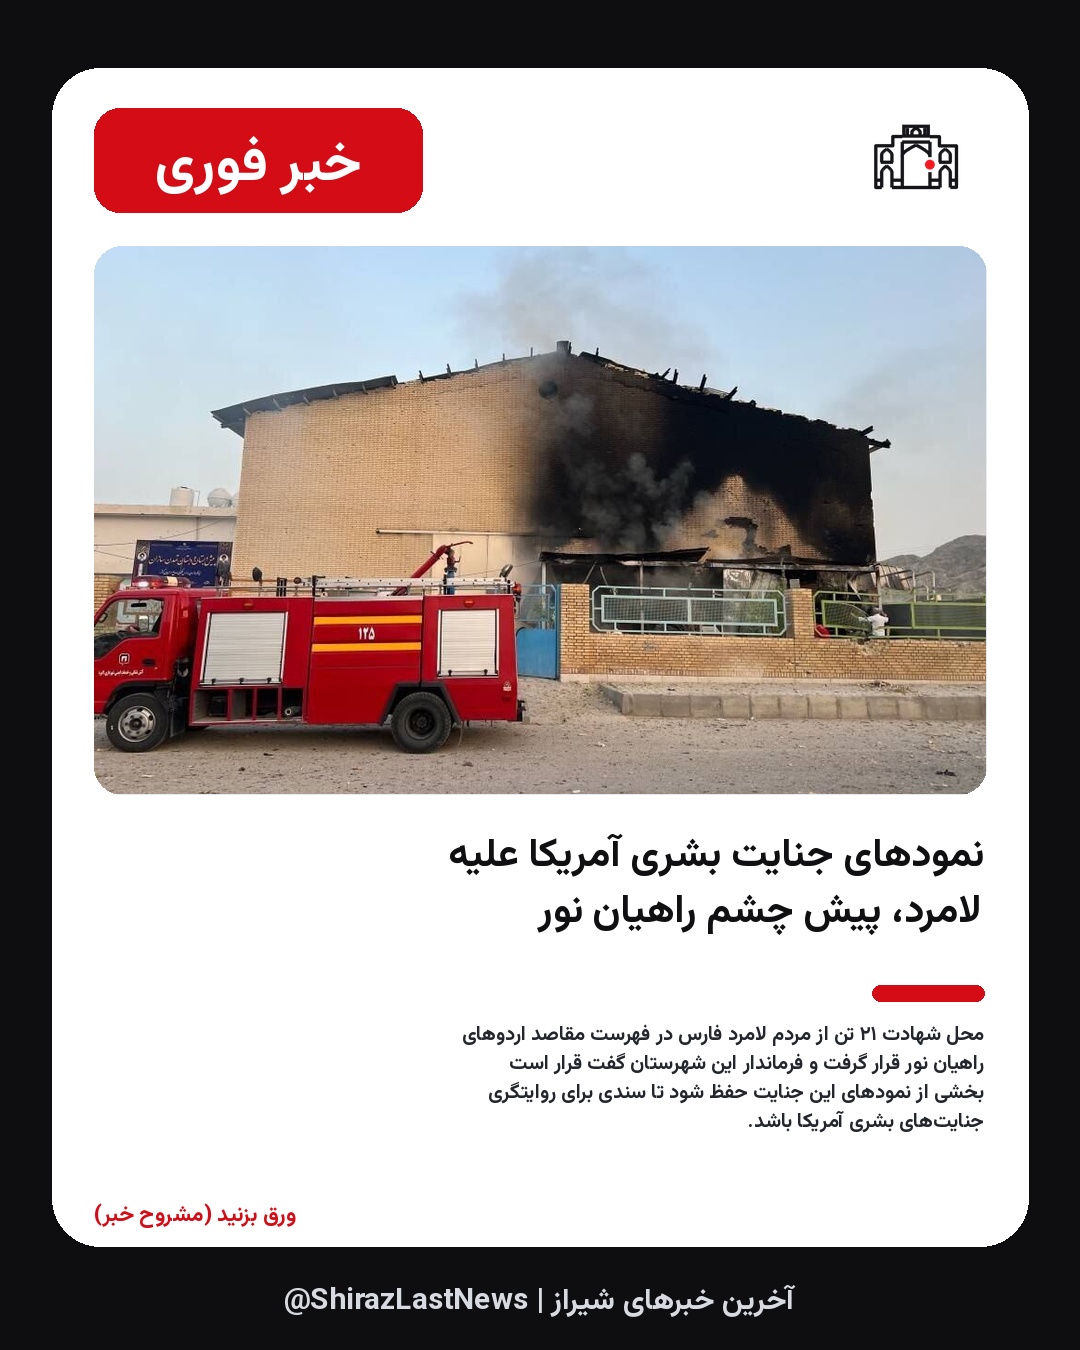 خبر فوری
۱۲۵
نمودهای جنایت بشری آمریکا علیه
لامرد، پیش چشم راهیان نور
محل شهادت ۲۱ تن از مردم لامرد فارس در فهرست مقاصد اردوهای
راهیان نور قرار گرفت و فرماندار این شهرستان گفت قرار است
بخشی از نمودهای این جنایت حفظ شود تا سندی برای روایتگری
جنایت‌های بشری آمریکا باشد.
ورق بزنید (مشروح خبر)
آخرین خبرهای شیراز | @ShirazLastNews